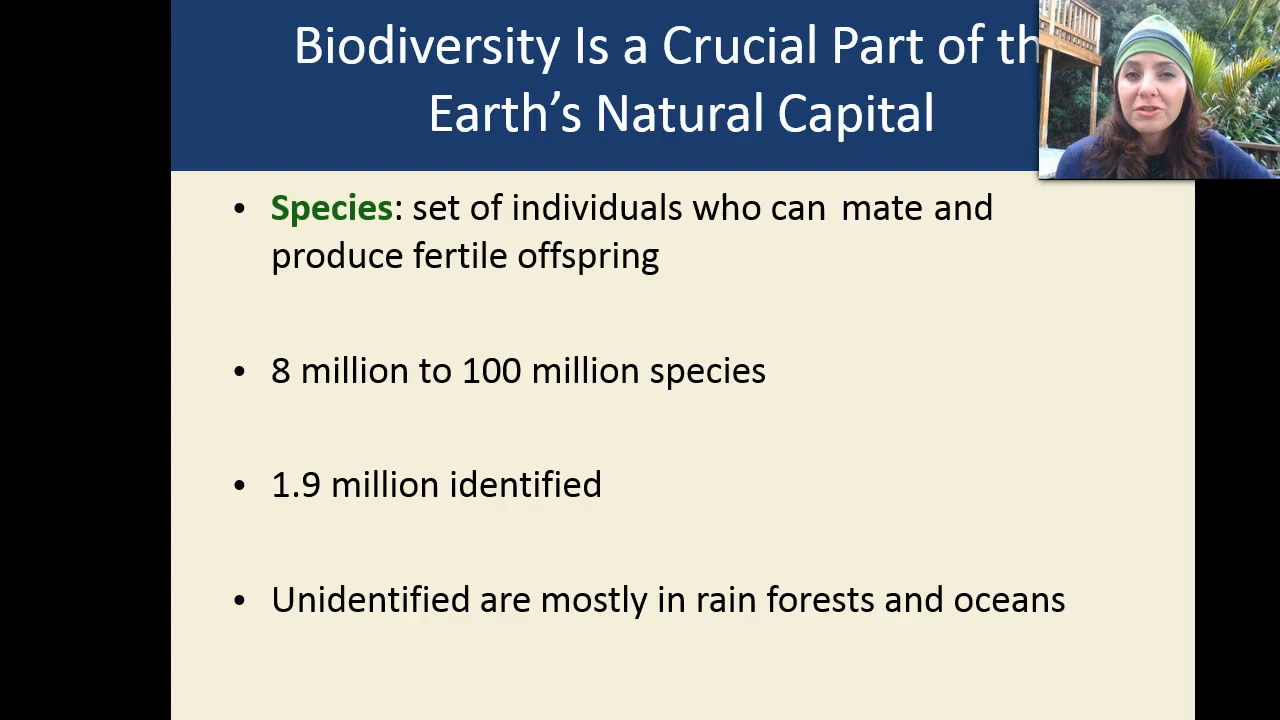 Biodiversity Is a Crucial Part of th
Earth’s Natural Capital
• Species: set of individuals who can mate and
produce fertile offspring
• 8 million to 100 million species
• 1.9 million identified
• Unidentified are mostly in rain forests and oceans